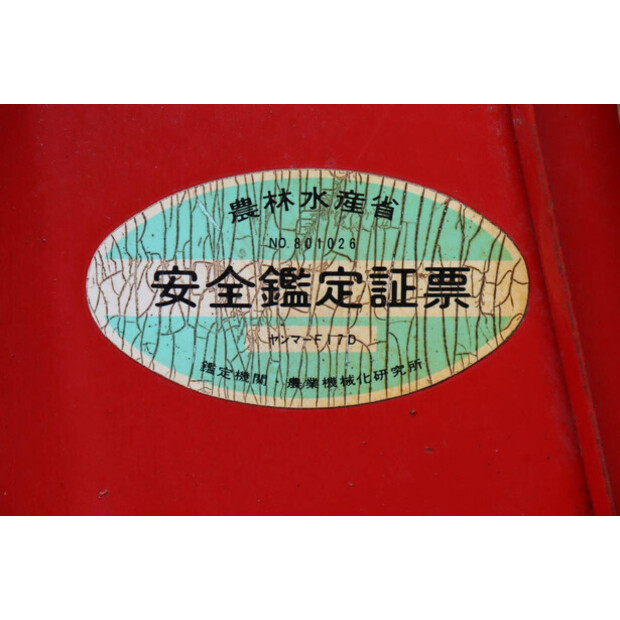 農林水産省
NO.801026
安全鑑定証票
ヤンマーF17D
鑑定機関・農業機械化研究所